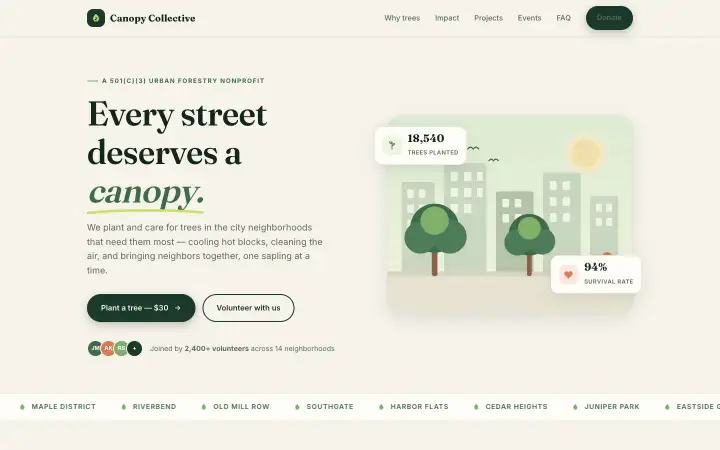 Canopy Collective
Why trees
Impact
Projects
Events
FAQ
Donate
A 501(C)(3) URBAN FORESTRY NONPROFIT
Every street
deserves a
canopy.
We plant and care for trees in the city neighborhoods
that need them most — cooling hot blocks, cleaning the
air, and bringing neighbors together, one sapling at a
time.
Plant a tree — $30 →
Volunteer with us
JM AK RS +
Joined by 2,400+ volunteers across 14 neighborhoods
18,540
TREES PLANTED
94%
SURVIVAL RATE
MAPLE DISTRICT
RIVERBEND
OLD MILL ROW
SOUTHGATE
HARBOR FLATS
CEDAR HEIGHTS
JUNIPER PARK
EASTSIDE